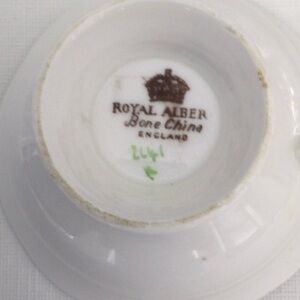 ROYAL ALBER
Bone China
ENGLAND
2641